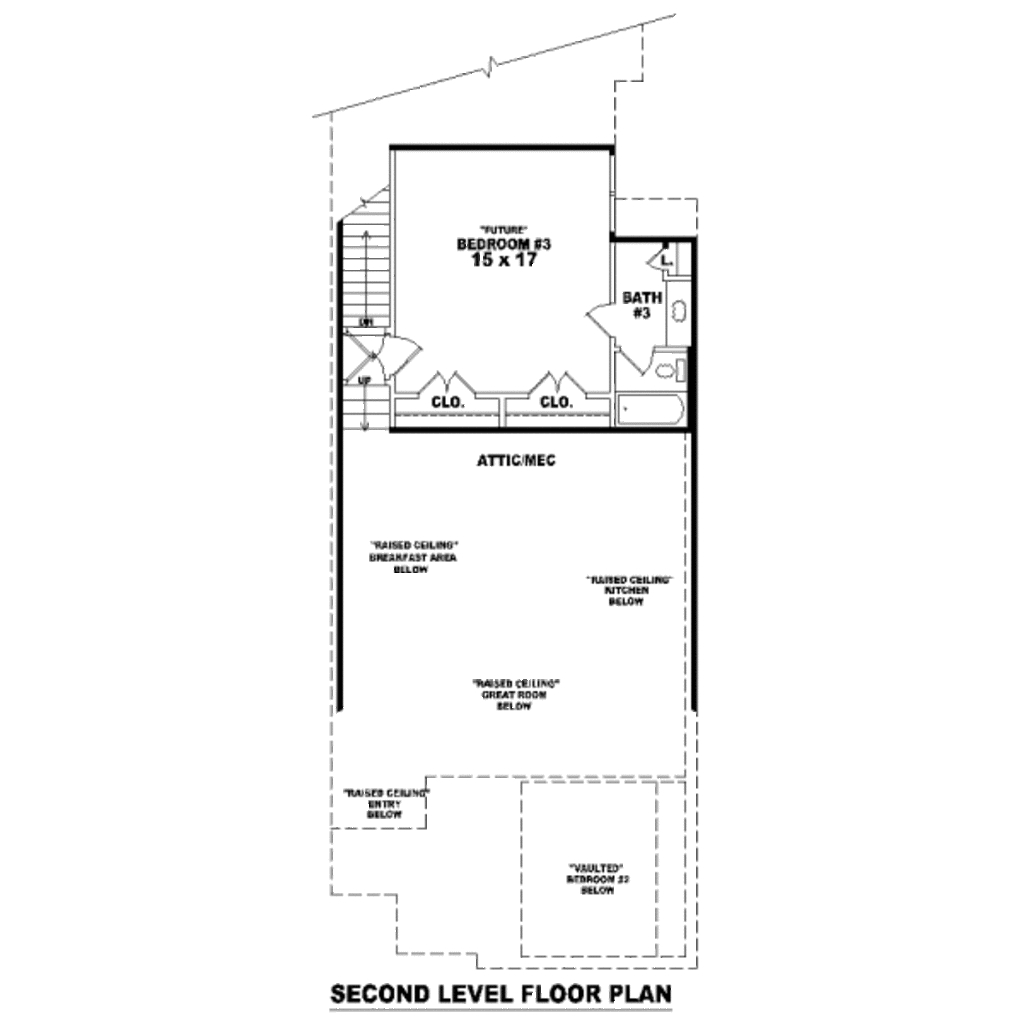 "FUTURE"
BEDROOM #3
15 x 17
L.
BATH
#3
DN
UP
CLO.
CLO.
ATTIC/MEC
"RAISED CEILING"
BREAKFAST AREA
BELOW
"RAISED CEILING"
KITCHEN
BELOW
"RAISED CEILING"
GREAT ROOM
BELOW
"RAISED CEILING"
ENTRY
BELOW
"VAULTED"
BEDROOM #2
BELOW
SECOND LEVEL FLOOR PLAN